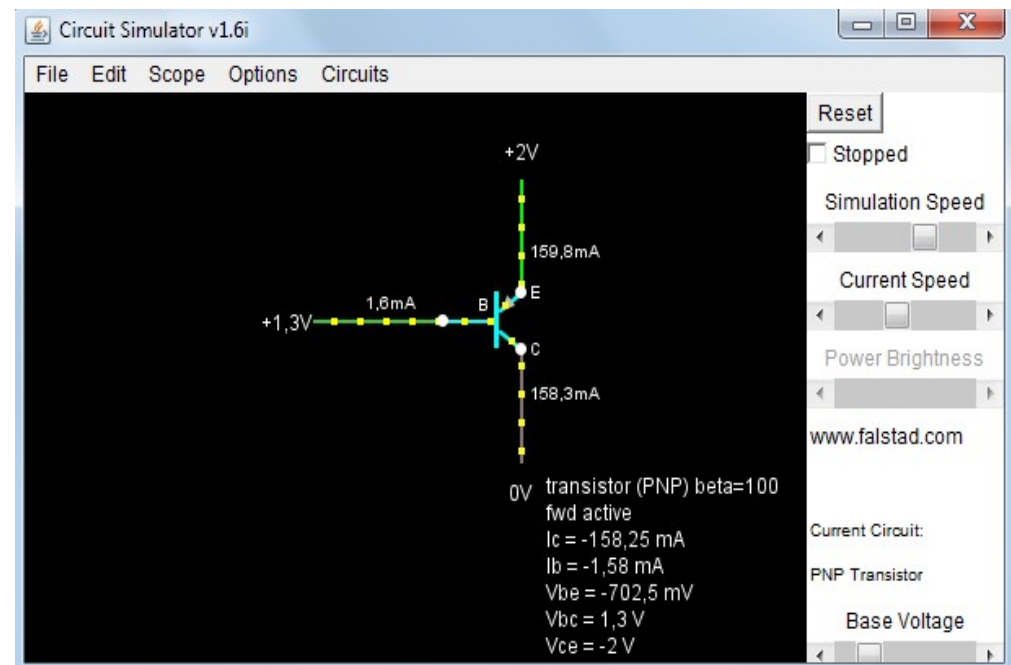 Circuit Simulator v1.6i
File Edit Scope Options Circuits
Reset
Stopped
Simulation Speed
Current Speed
Power Brightness
www.falstad.com
Current Circuit:
PNP Transistor
Base Voltage
+2V
159,8mA
E
1,6mA
B
+1,3V
C
158,3mA
0V
transistor (PNP) beta=100
fwd active
Ic = -158,25 mA
Ib = -1,58 mA
Vbe = -702,5 mV
Vbc = 1,3 V
Vce = -2 V